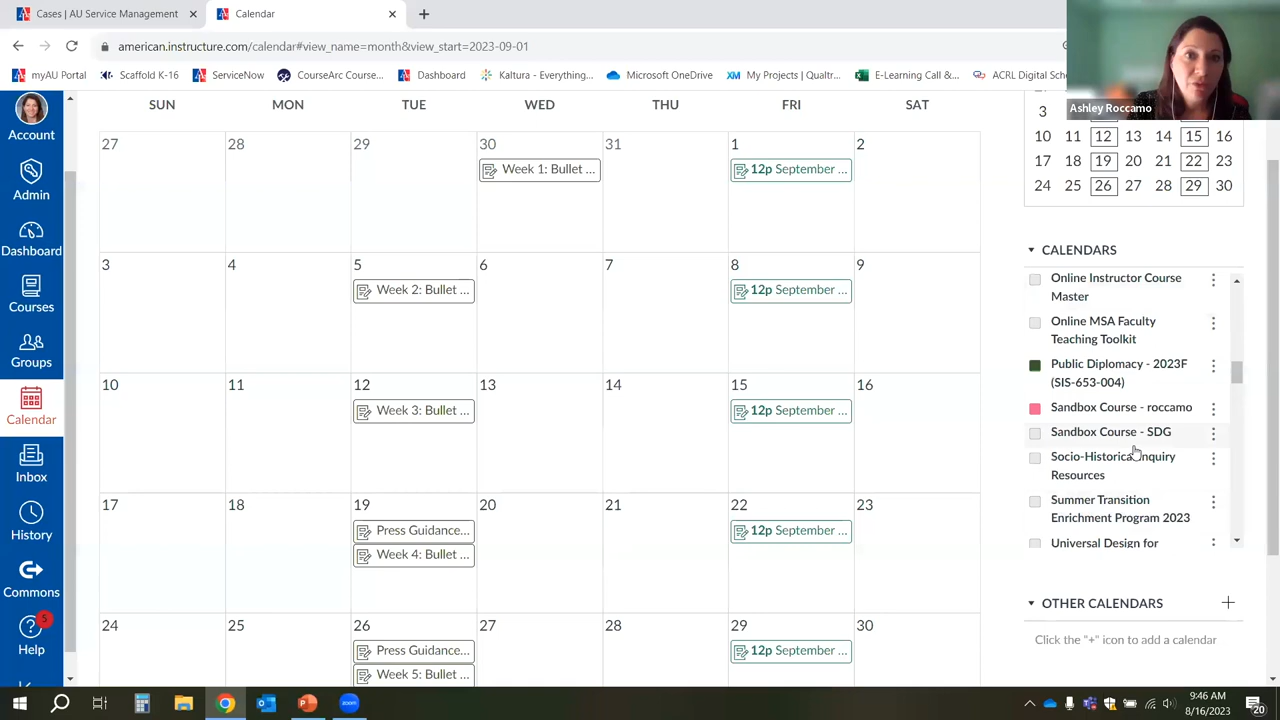 Cases | AU Service Management
Calendar
american.instructure.com/calendar#view_name=month&view_start=2023-09-01
myAU Portal
Scaffold K-16
ServiceNow
CourseArc Course...
Dashboard
Kaltura - Everything...
Microsoft OneDrive
My Projects | Qualtr...
E-Learning Call &...
ACRL Digital
Ashley Roccamo
Account
Admin
Dashboard
Courses
Groups
Calendar
Inbox
History
Commons
5
Help
SUN MON TUE WED THU FRI SAT
27 28 29 30 31 1 2
Week 1: Bullet ...
12p September ...
3 4 5 6 7 8 9
Week 2: Bullet ...
12p September ...
10 11 12 13 14 15 16
Week 3: Bullet ...
12p September ...
17 18 19 20 21 22 23
Press Guidance...
12p September ...
Week 4: Bullet ...
24 25 26 27 28 29 30
Press Guidance...
12p September ...
Week 5: Bullet ...
3
10 11 12 13 14 15 16
17 18 19 20 21 22 23
24 25 26 27 28 29 30
CALENDARS
Online Instructor Course
Master
Online MSA Faculty
Teaching Toolkit
Public Diplomacy - 2023F
(SIS-653-004)
Sandbox Course - roccamo
Sandbox Course - SDG
Socio-Historical Inquiry
Resources
Summer Transition
Enrichment Program 2023
Universal Design for
OTHER CALENDARS
Click the "+" icon to add a calendar
zoom
9:46 AM
8/16/2023
20